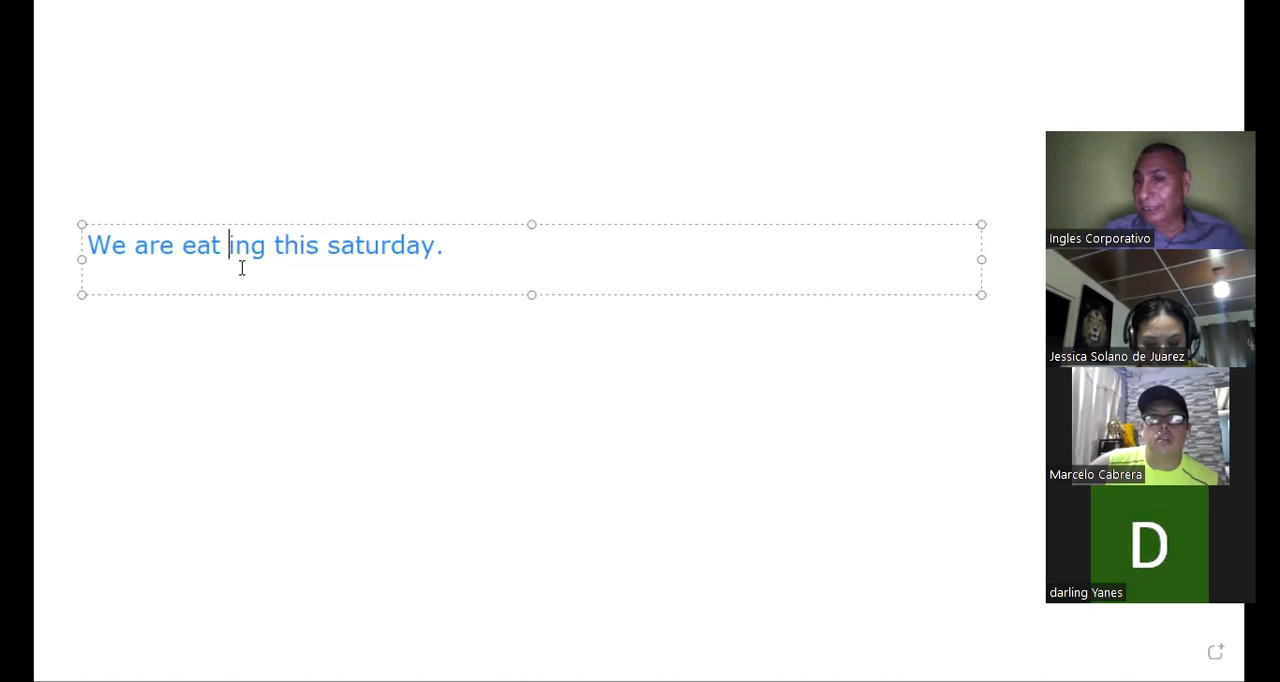 We are eat ing this saturday.
Ingles Corporativo
Jessica Solano de Juarez
Marcelo Cabrera
D
darling Yanes